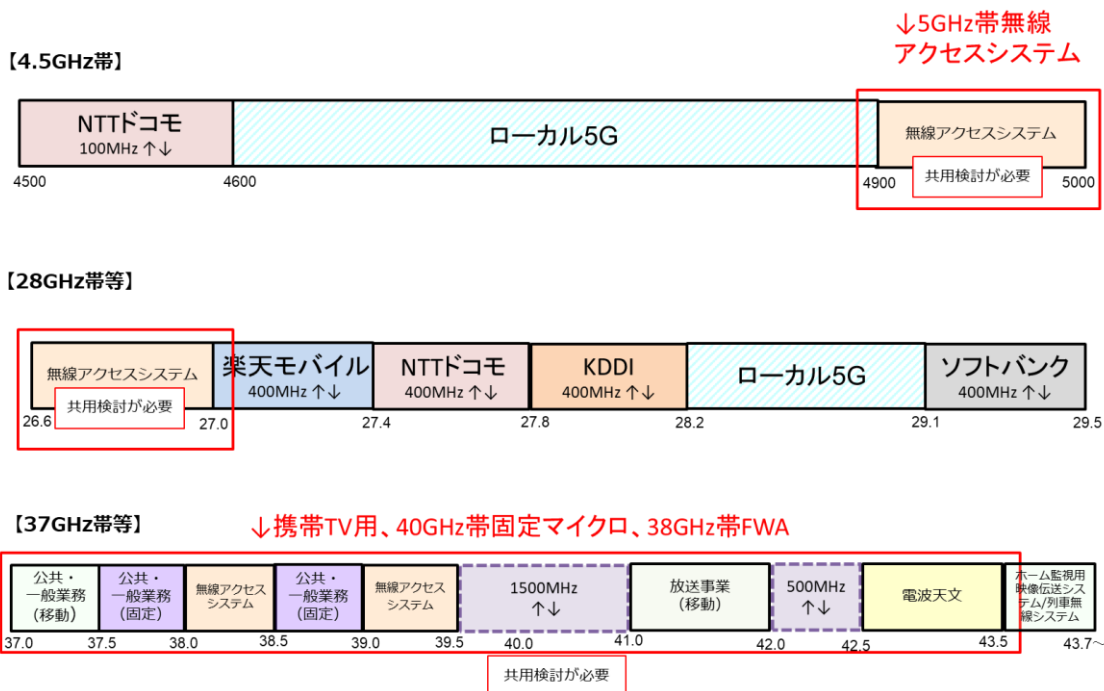 ↓5GHz帯無線
アクセスシステム
【4.5GHz帯】
NTTドコモ
100MHz ↑↓
ローカル5G
無線アクセスシステム
共用検討が必要
4500
4600
4900
5000
【28GHz帯等】
無線アクセスシステム
共用検討が必要
楽天モバイル
400MHz ↑↓
NTTドコモ
400MHz ↑↓
KDDI
400MHz ↑↓
ローカル5G
ソフトバンク
400MHz ↑↓
26.6
27.0
27.4
27.8
28.2
29.1
29.5
【37GHz帯等】
↓携帯TV用、40GHz帯固定マイクロ、38GHz帯FWA
公共・
一般業務
(移動)
公共・
一般業務
(固定)
無線アクセス
システム
公共・
一般業務
(固定)
無線アクセス
システム
1500MHz
↑↓
放送事業
(移動)
500MHz
↑↓
電波天文
ホーム監視用
映像伝送シス
テム/列車無
線システム
37.0
37.5
38.0
38.5
39.0
39.5
40.0
41.0
42.0
42.5
43.5
43.7～
共用検討が必要